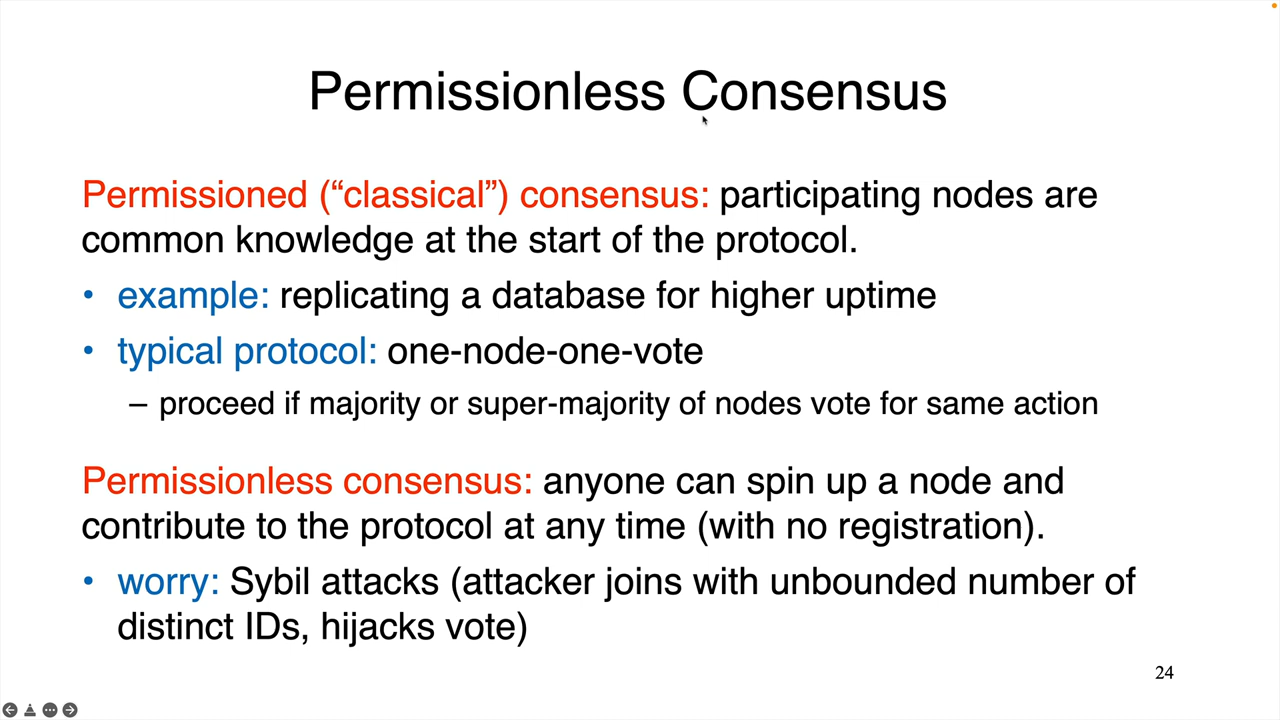 Permissionless Consensus
Permissioned (“classical”) consensus: participating nodes are
common knowledge at the start of the protocol.
• example: replicating a database for higher uptime
• typical protocol: one-node-one-vote
– proceed if majority or super-majority of nodes vote for same action
Permissionless consensus: anyone can spin up a node and
contribute to the protocol at any time (with no registration).
• worry: Sybil attacks (attacker joins with unbounded number of
distinct IDs, hijacks vote)
24